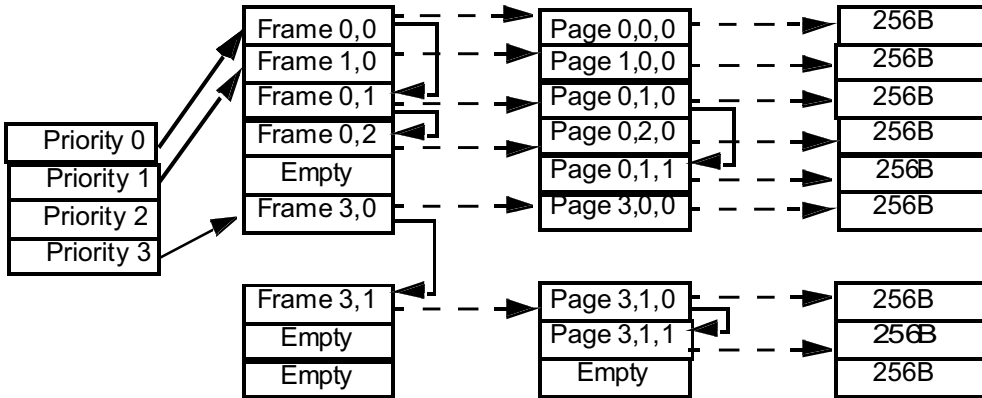 Priority 0
Priority 1
Priority 2
Priority 3
Frame 0,0
Frame 1,0
Frame 0,1
Frame 0,2
Empty
Frame 3,0
Frame 3,1
Empty
Empty
Page 0,0,0
Page 1,0,0
Page 0,1,0
Page 0,2,0
Page 0,1,1
Page 3,0,0
Page 3,1,0
Page 3,1,1
Empty
256B
256B
256B
256B
256B
256B
256B
256B
256B